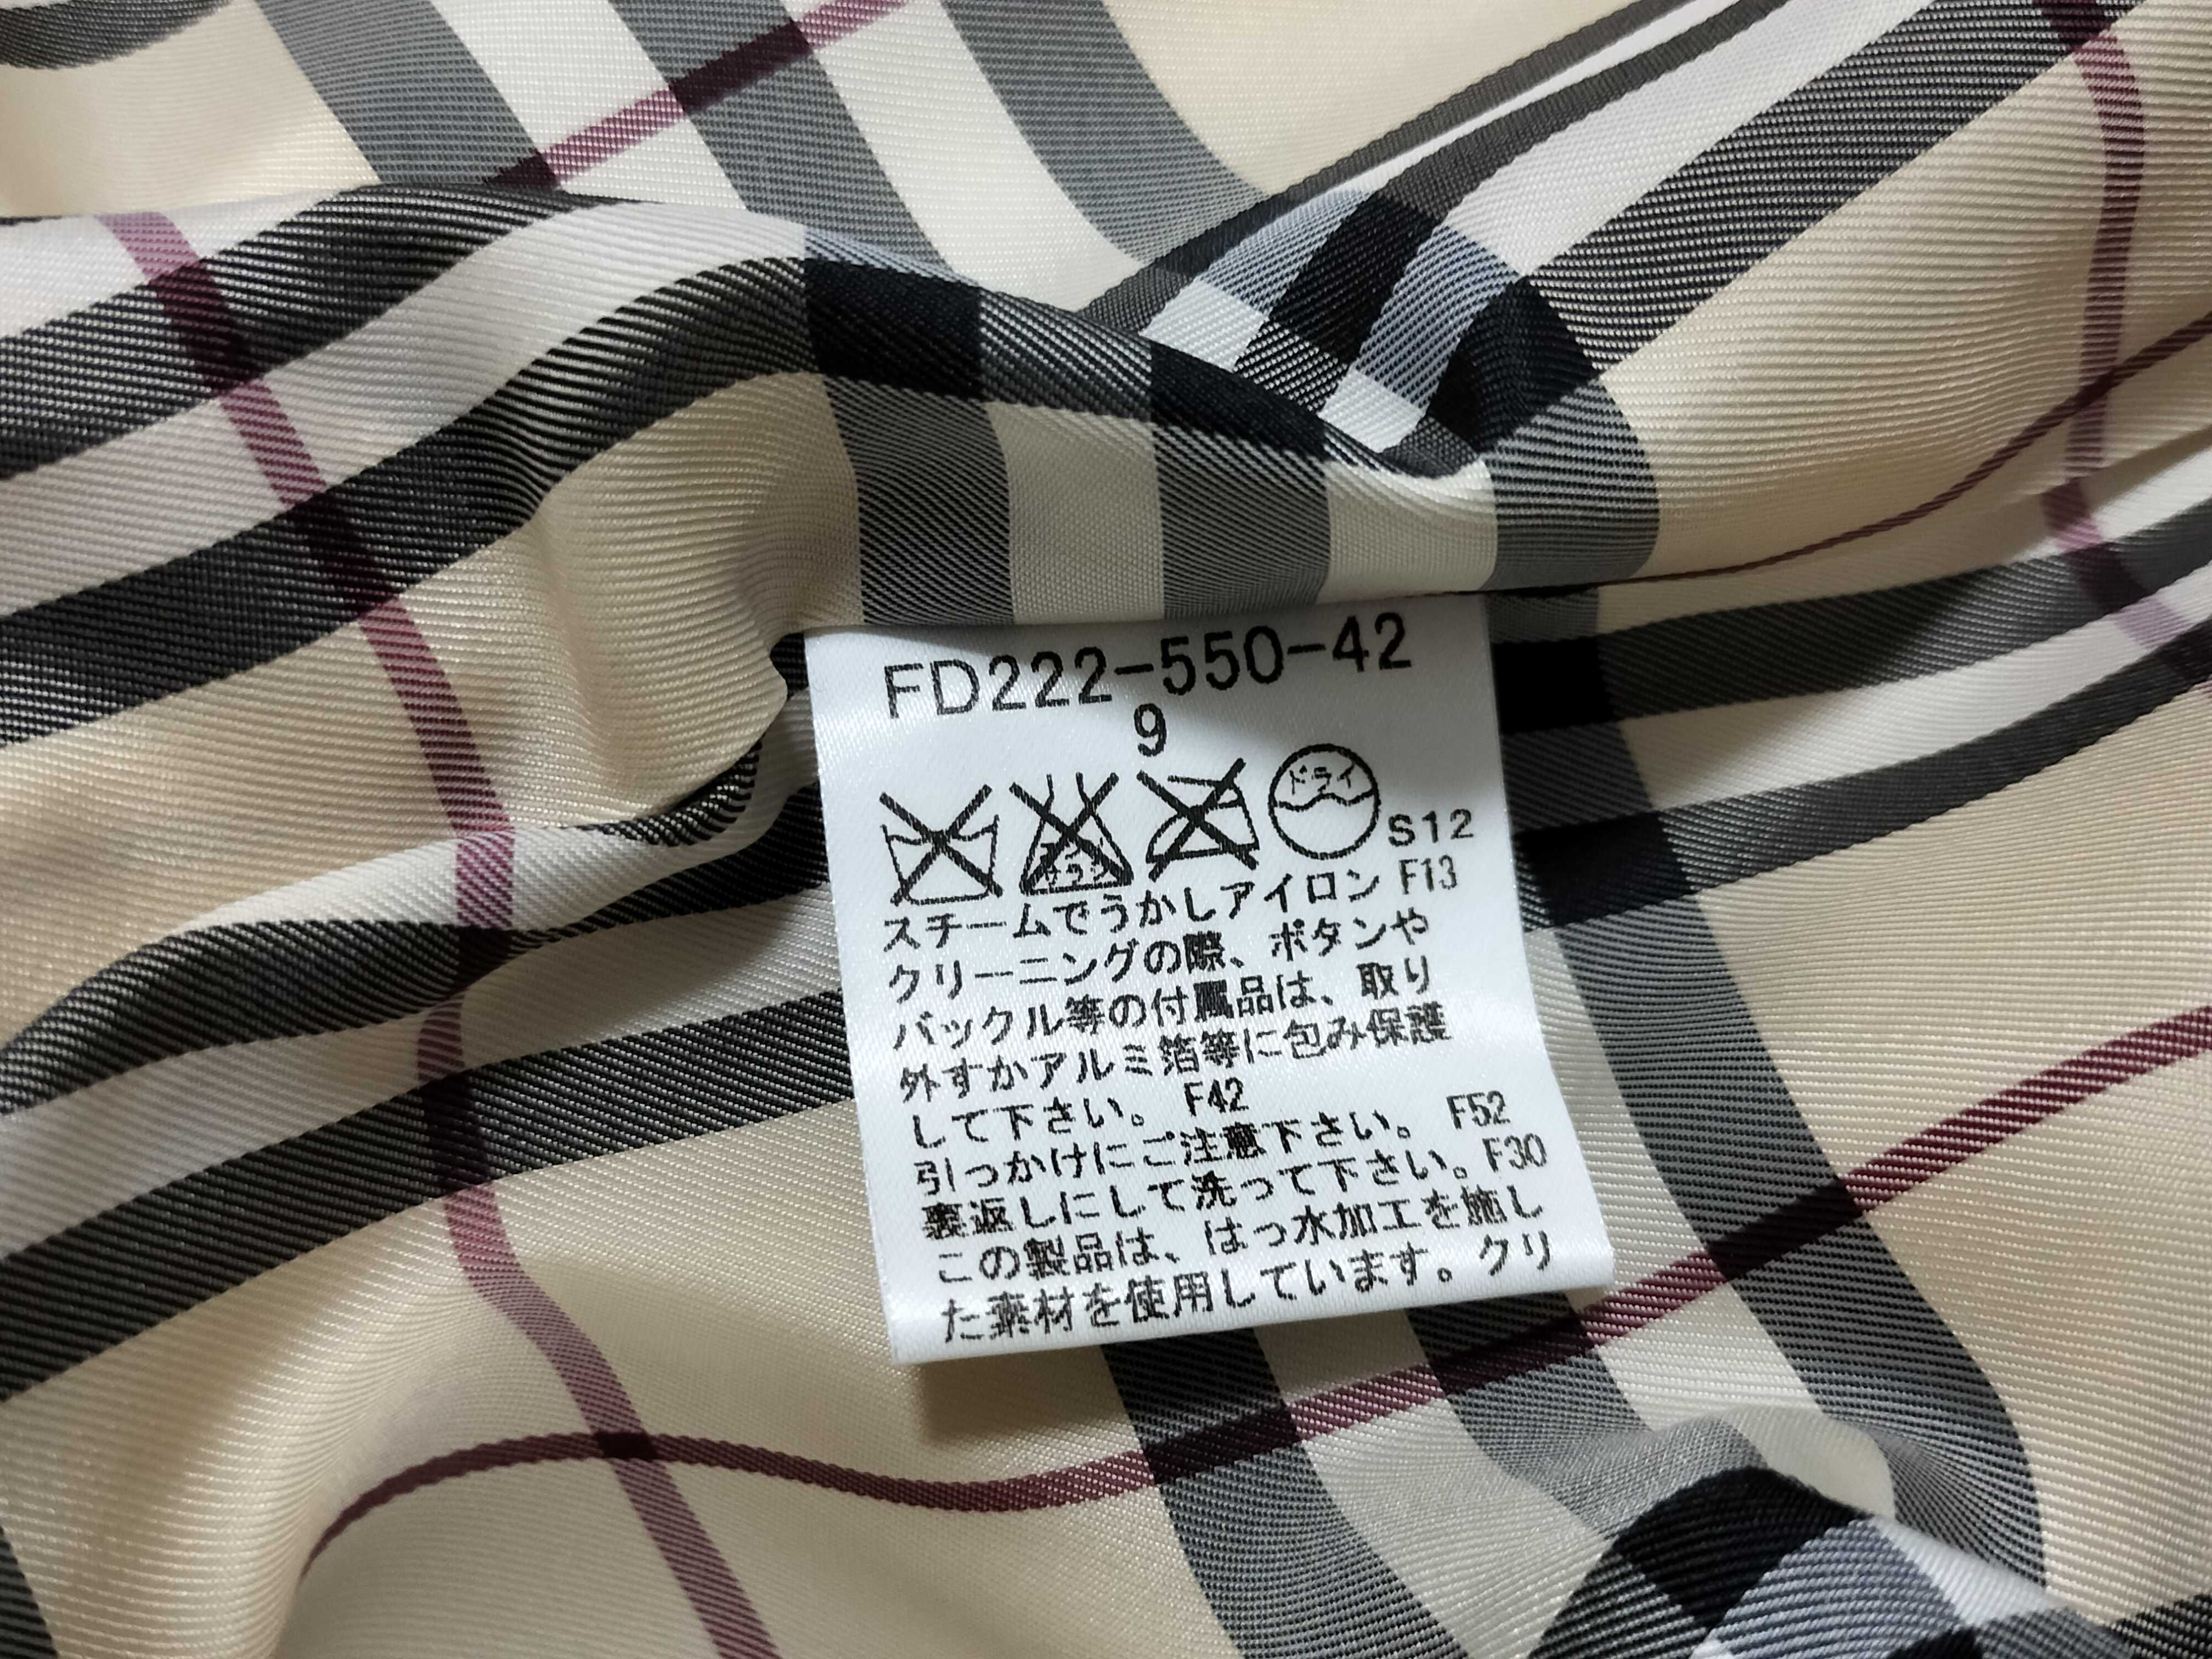 FD222-550-42
9
エンソサラシ
ドライ
S12
スチームでうかしアイロン F13
クリーニングの際、ボタンや
バックル等の付属品は、取り
外すかアルミ箔等に包み保護
して下さい。 F42
引っかけにご注意下さい。 F52
裏返しにして洗って下さい。F30
この製品は、はっ水加工を施し
た素材を使用しています。クリ